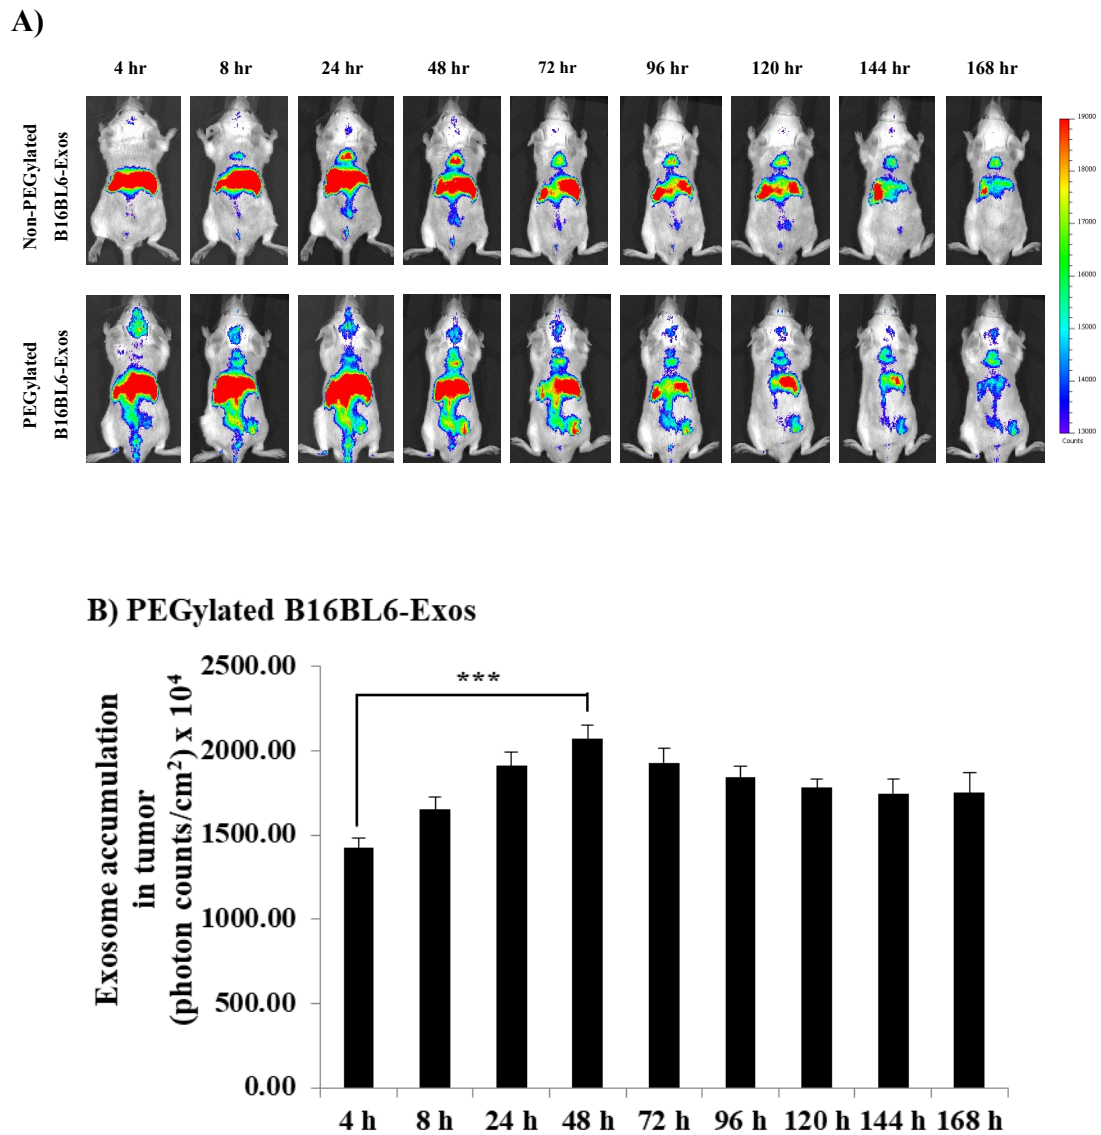 A)
4 hr 8 hr 24 hr 48 hr 72 hr 96 hr 120 hr 144 hr 168 hr
Non-PEGylated
B16BL6-Exos
PEGylated
B16BL6-Exos
19000
18000
17000
16000
15000
14000
13000
Counts
B) PEGylated B16BL6-Exos
Exosome accumulation
in tumor
(photon counts/cm²) x 10⁴
2500.00
2000.00
1500.00
1000.00
500.00
0.00
***
4 h 8 h 24 h 48 h 72 h 96 h 120 h 144 h 168 h